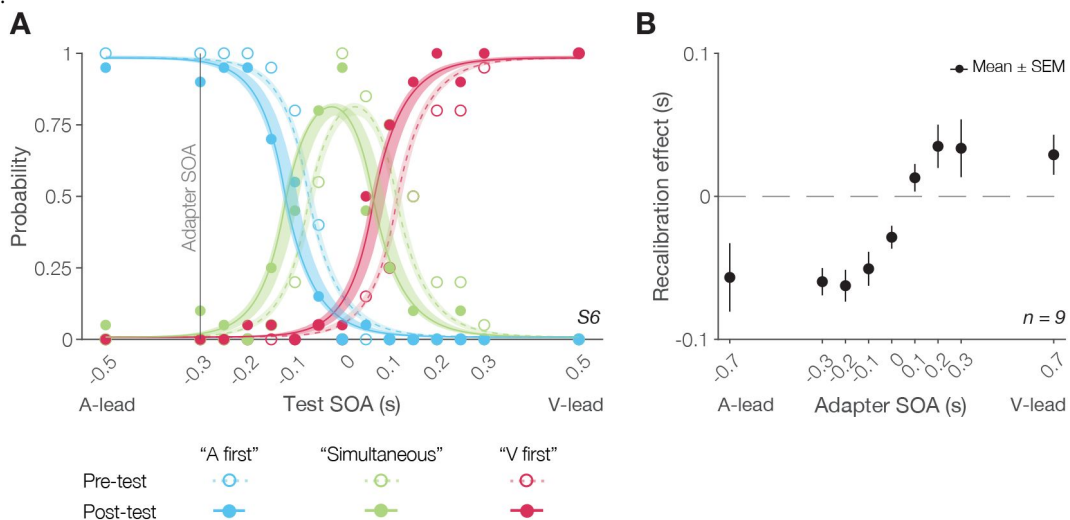 A
Probability
1
0.75
0.5
0.25
0
Adapter SOA
S6
-0.5 -0.3 -0.2 -0.1 0 0.1 0.2 0.3 0.5
A-lead Test SOA (s) V-lead
"A first" "Simultaneous" "V first"
Pre-test
Post-test
B
Recalibration effect (s)
0.1
0
-0.1
Mean ± SEM
n = 9
-0.7 -0.3 -0.2 -0.1 0 0.1 0.2 0.3 0.7
A-lead Adapter SOA (s) V-lead